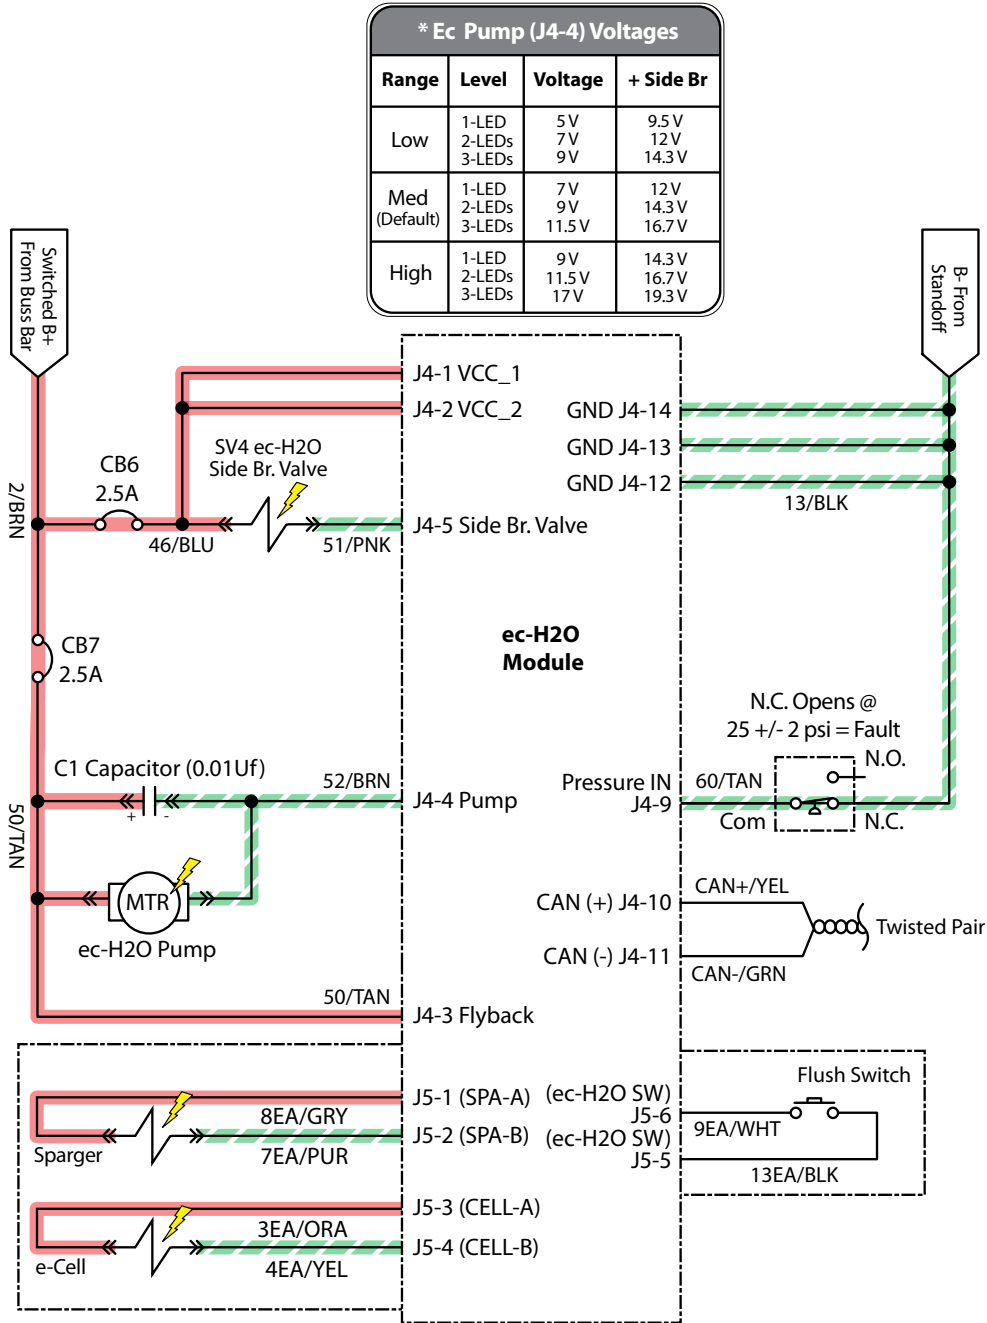 * Ec Pump (J4-4) Voltages
Range Level Voltage + Side Br
Low
1-LED 5 V 9.5 V
2-LEDs 7 V 12 V
3-LEDs 9 V 14.3 V
Med
(Default)
1-LED 7 V 12 V
2-LEDs 9 V 14.3 V
3-LEDs 11.5 V 16.7 V
High
1-LED 9 V 14.3 V
2-LEDs 11.5 V 16.7 V
3-LEDs 17 V 19.3 V
Switched B+
From Buss Bar
B- From
Standoff
J4-1 VCC_1
J4-2 VCC_2
GND J4-14
GND J4-13
GND J4-12
13/BLK
SV4 ec-H2O
Side Br. Valve
CB6
2.5A
2/BRN
46/BLU
51/PNK
J4-5 Side Br. Valve
ec-H2O
Module
CB7
2.5A
N.C. Opens @
25 +/- 2 psi = Fault
N.O.
C1 Capacitor (0.01Uf)
52/BRN
J4-4 Pump
Pressure IN
J4-9
60/TAN
Com
N.C.
+ -
50/TAN
MTR
ec-H2O Pump
CAN (+) J4-10
CAN+/YEL
Twisted Pair
CAN (-) J4-11
CAN-/GRN
50/TAN
J4-3 Flyback
Flush Switch
J5-1 (SPA-A)
(ec-H2O SW)
J5-6
8EA/GRY
9EA/WHT
J5-2 (SPA-B)
(ec-H2O SW)
J5-5
Sparger
7EA/PUR
13EA/BLK
J5-3 (CELL-A)
3EA/ORA
J5-4 (CELL-B)
e-Cell
4EA/YEL